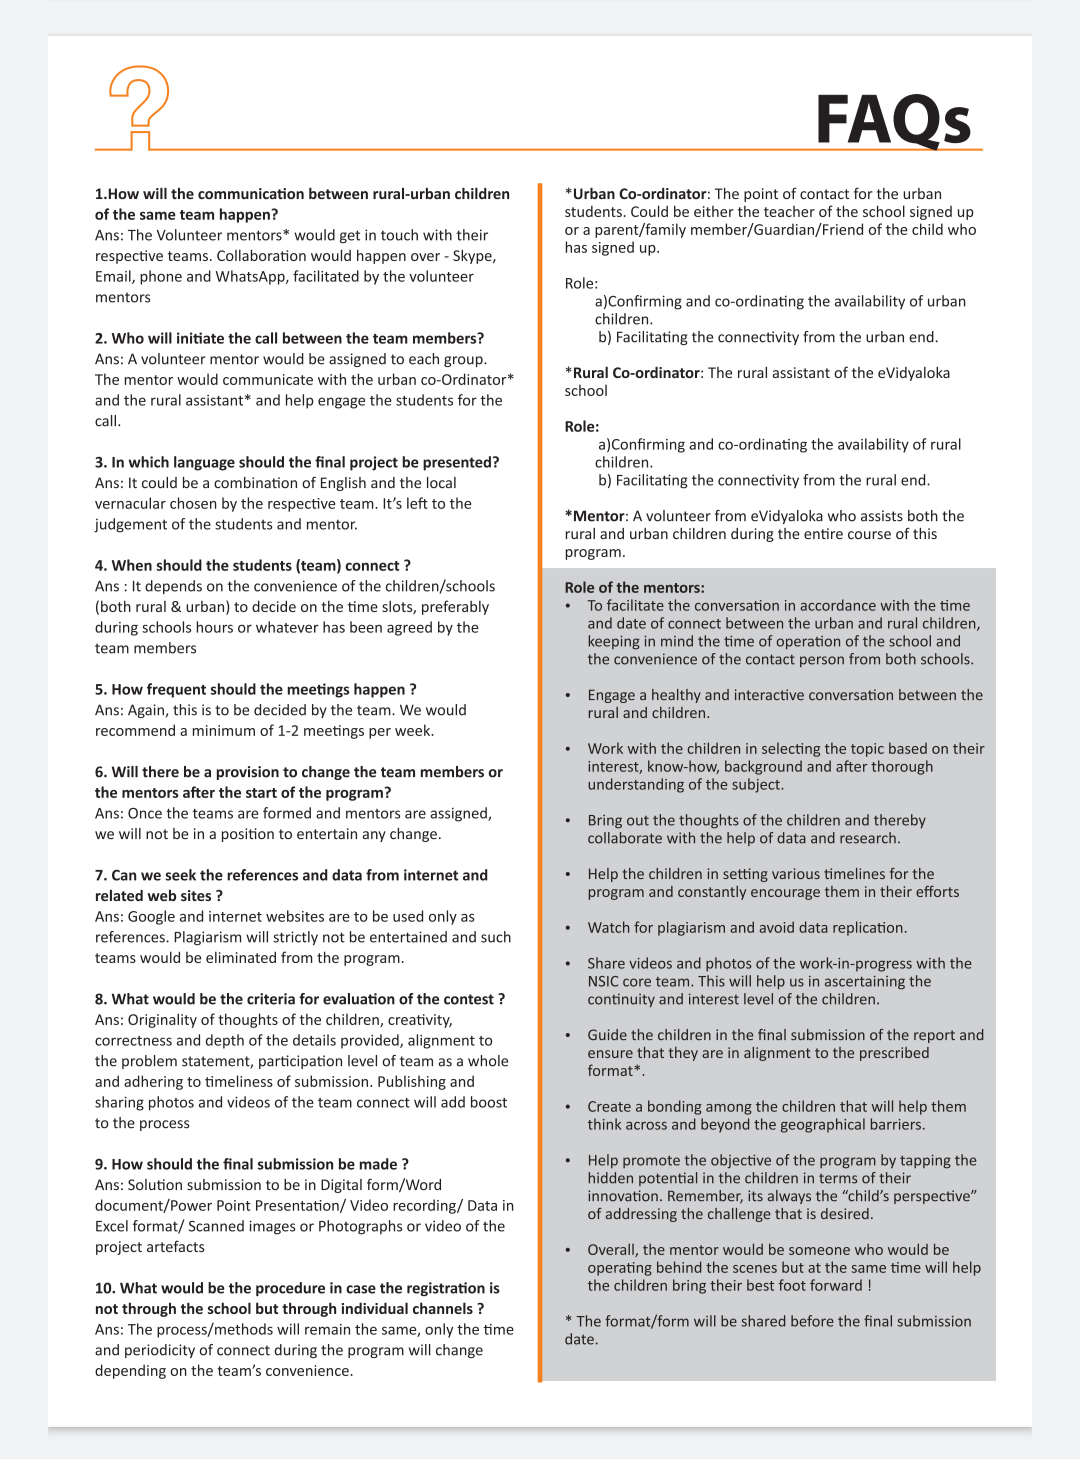 ?
FAQs
1.How will the communication between rural-urban children
of the same team happen?
Ans: The Volunteer mentors* would get in touch with their
respective teams. Collaboration would happen over - Skype,
Email, phone and WhatsApp, facilitated by the volunteer
mentors
2. Who will initiate the call between the team members?
Ans: A volunteer mentor would be assigned to each group.
The mentor would communicate with the urban co-Ordinator*
and the rural assistant* and help engage the students for the
call.
3. In which language should the final project be presented?
Ans: It could be a combination of English and the local
vernacular chosen by the respective team. It’s left to the
judgement of the students and mentor.
4. When should the students (team) connect ?
Ans : It depends on the convenience of the children/schools
(both rural & urban) to decide on the time slots, preferably
during schools hours or whatever has been agreed by the
team members
5. How frequent should the meetings happen ?
Ans: Again, this is to be decided by the team. We would
recommend a minimum of 1-2 meetings per week.
6. Will there be a provision to change the team members or
the mentors after the start of the program?
Ans: Once the teams are formed and mentors are assigned,
we will not be in a position to entertain any change.
7. Can we seek the references and data from internet and
related web sites ?
Ans: Google and internet websites are to be used only as
references. Plagiarism will strictly not be entertained and such
teams would be eliminated from the program.
8. What would be the criteria for evaluation of the contest ?
Ans: Originality of thoughts of the children, creativity,
correctness and depth of the details provided, alignment to
the problem statement, participation level of team as a whole
and adhering to timeliness of submission. Publishing and
sharing photos and videos of the team connect will add boost
to the process
9. How should the final submission be made ?
Ans: Solution submission to be in Digital form/Word
document/Power Point Presentation/ Video recording/ Data in
Excel format/ Scanned images or Photographs or video of the
project artefacts
10. What would be the procedure in case the registration is
not through the school but through individual channels ?
Ans: The process/methods will remain the same, only the time
and periodicity of connect during the program will change
depending on the team’s convenience.
*Urban Co-ordinator: The point of contact for the urban
students. Could be either the teacher of the school signed up
or a parent/family member/Guardian/Friend of the child who
has signed up.
Role:
a)Confirming and co-ordinating the availability of urban
children.
b) Facilitating the connectivity from the urban end.
*Rural Co-ordinator: The rural assistant of the eVidyaloka
school
Role:
a)Confirming and co-ordinating the availability of rural
children.
b) Facilitating the connectivity from the rural end.
*Mentor: A volunteer from eVidyaloka who assists both the
rural and urban children during the entire course of this
program.
Role of the mentors:
• To facilitate the conversation in accordance with the time
and date of connect between the urban and rural children,
keeping in mind the time of operation of the school and
the convenience of the contact person from both schools.
• Engage a healthy and interactive conversation between the
rural and children.
• Work with the children in selecting the topic based on their
interest, know-how, background and after thorough
understanding of the subject.
• Bring out the thoughts of the children and thereby
collaborate with the help of data and research.
• Help the children in setting various timelines for the
program and constantly encourage them in their efforts
• Watch for plagiarism and avoid data replication.
• Share videos and photos of the work-in-progress with the
NSIC core team. This will help us in ascertaining the
continuity and interest level of the children.
• Guide the children in the final submission of the report and
ensure that they are in alignment to the prescribed
format*.
• Create a bonding among the children that will help them
think across and beyond the geographical barriers.
• Help promote the objective of the program by tapping the
hidden potential in the children in terms of their
innovation. Remember, its always the “child’s perspective”
of addressing the challenge that is desired.
• Overall, the mentor would be someone who would be
operating behind the scenes but at the same time will help
the children bring their best foot forward !
* The format/form will be shared before the final submission
date.